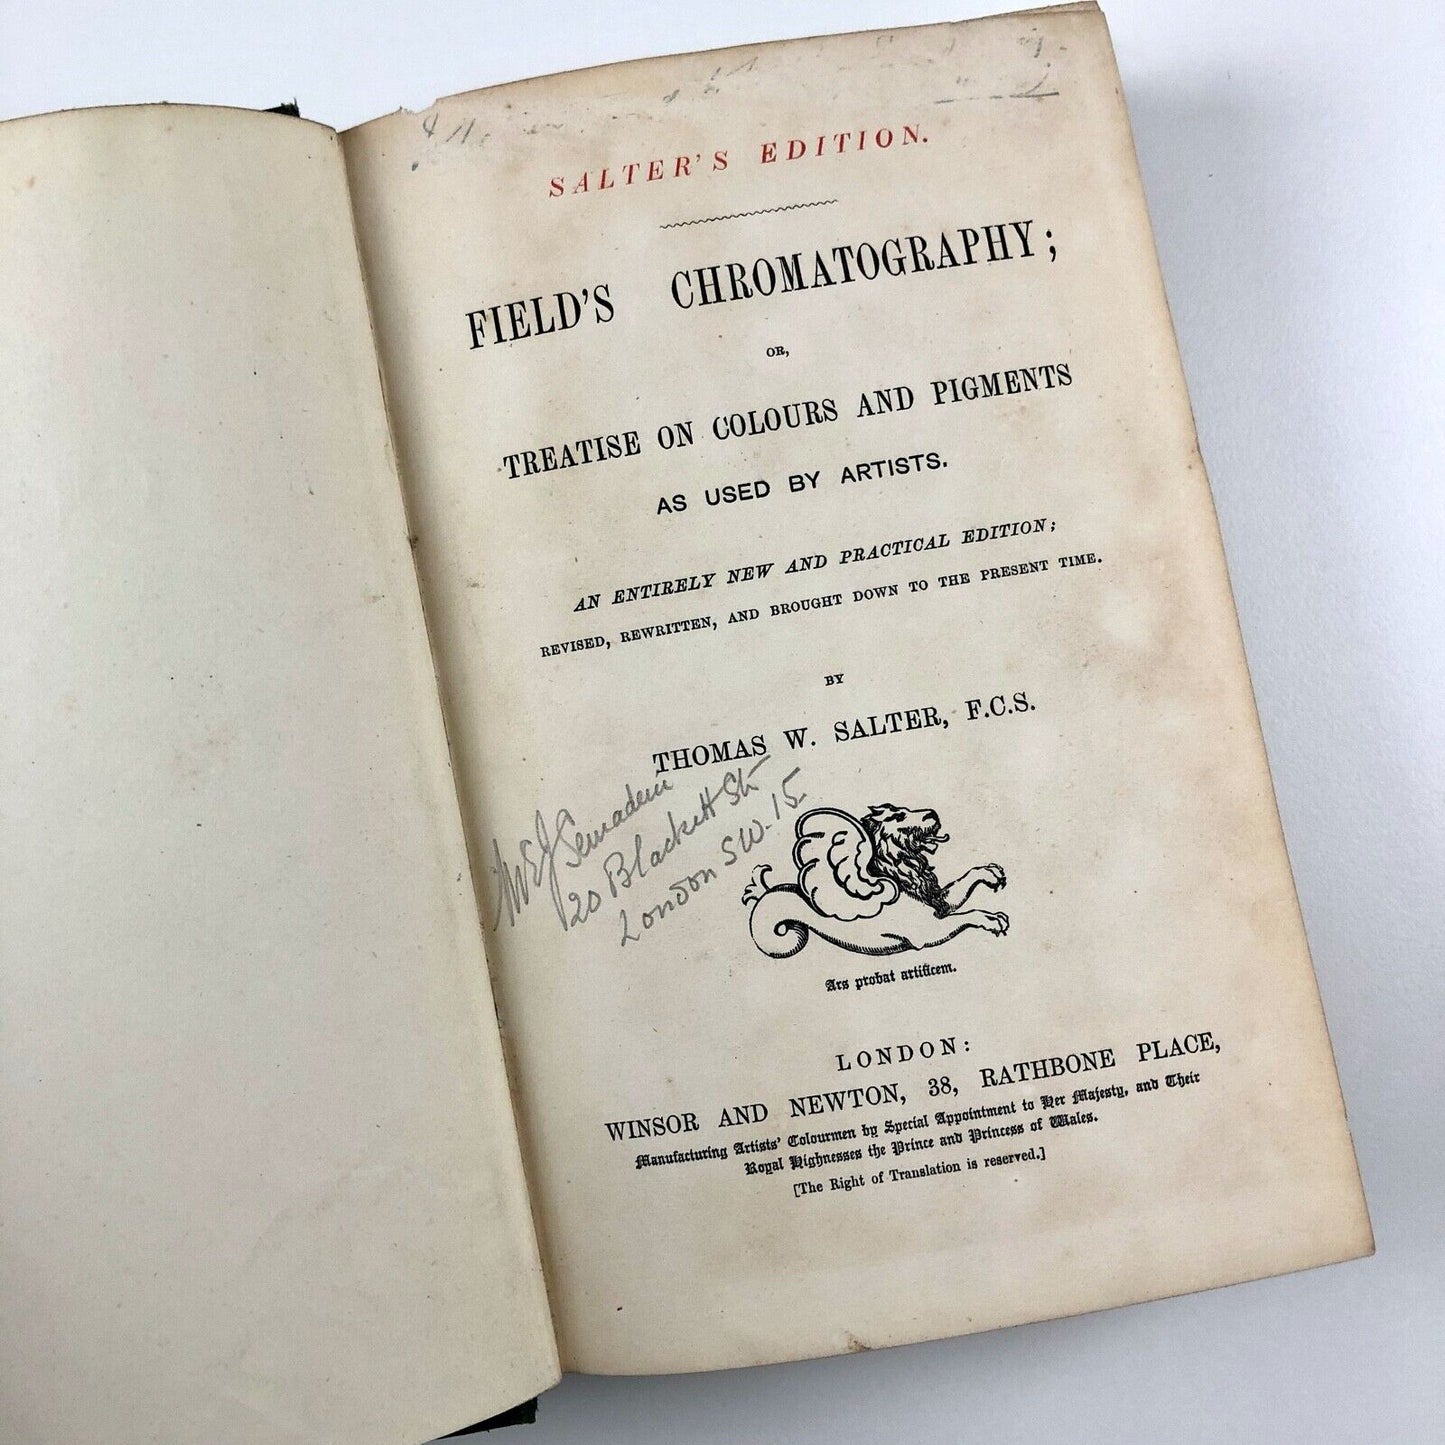 SALTER'S EDITION.
FIELD'S CHROMATOGRAPHY;
OR,
TREATISE ON COLOURS AND PIGMENTS
AS USED BY ARTISTS.
AN ENTIRELY NEW AND PRACTICAL EDITION;
REVISED, REWRITTEN, AND BROUGHT DOWN TO THE PRESENT TIME.
BY
THOMAS W. SALTER, F.C.S.
20 Blackett St
London SW.15
Ars probat artificem.
LONDON:
WINSOR AND NEWTON, 38, RATHBONE PLACE,
Manufacturing Artists' Colourmen by Special Appointment to Her Majesty, and Their
Royal Highnesses the Prince and Princess of Wales.
[The Right of Translation is reserved.]